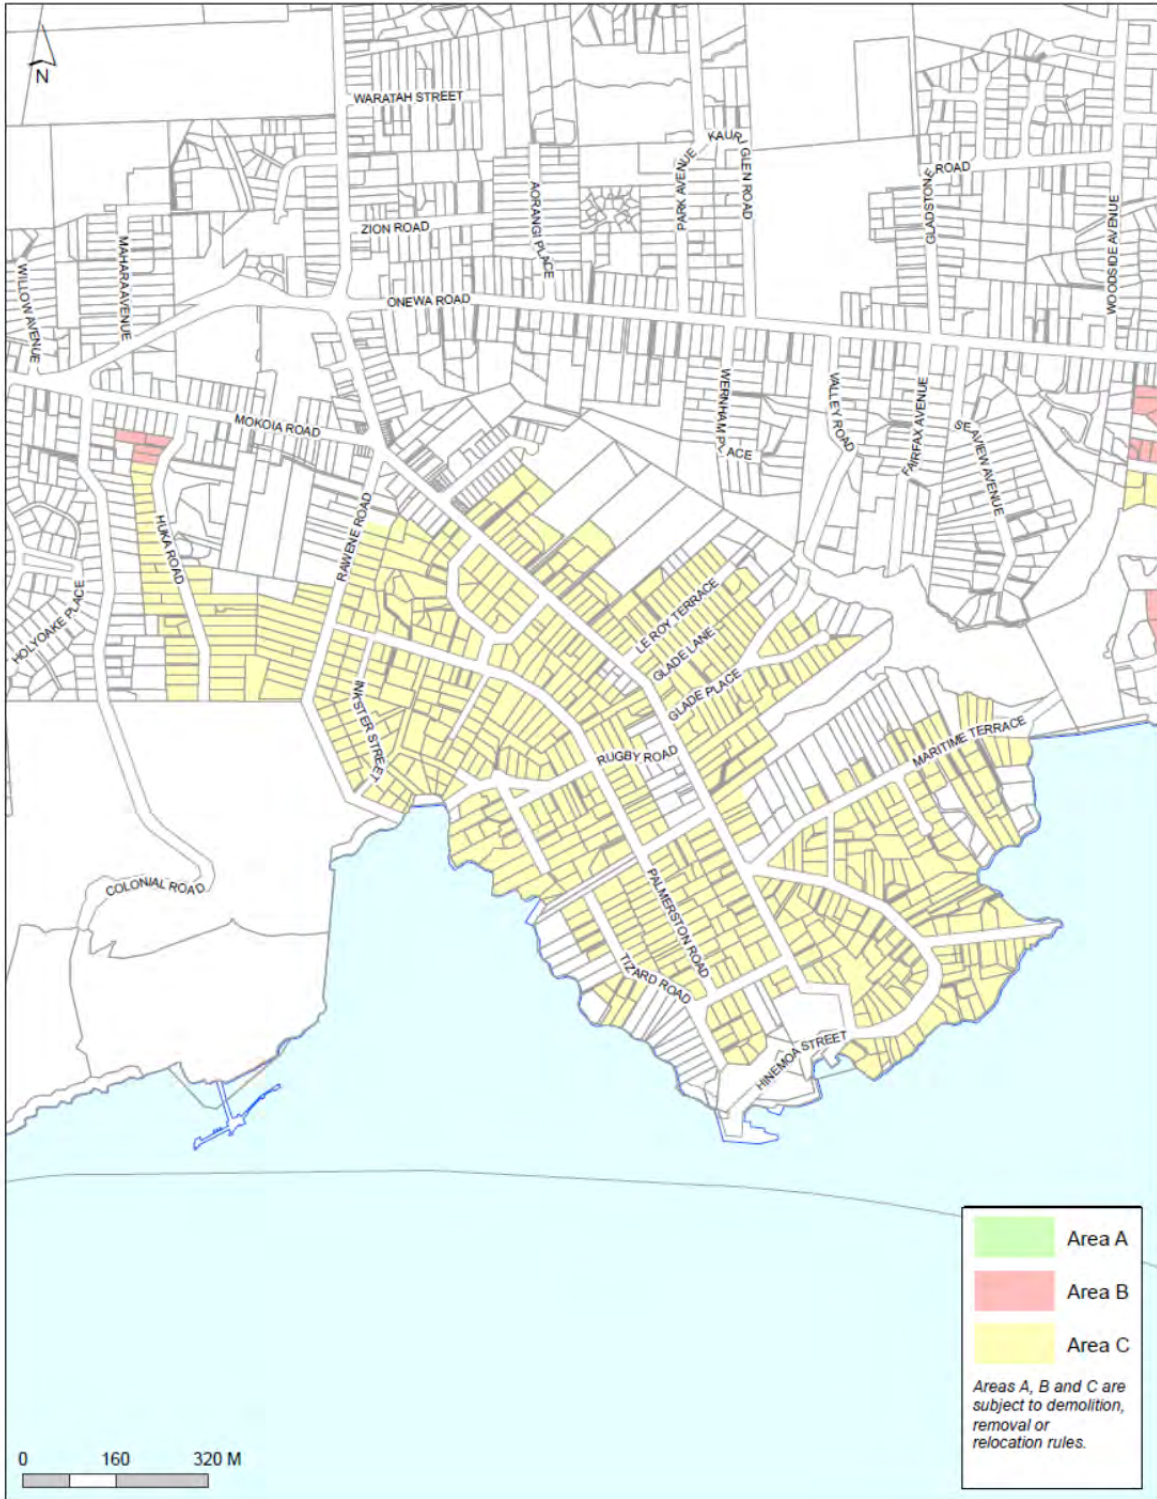 N
WARATAH STREET
KAURI GLEN ROAD
PARK AVENUE
GLADSTONE ROAD
AORANGI PLACE
ZION ROAD
WOODSIDE AVENUE
MAHARA AVENUE
WILLOW AVENUE
ONEWA ROAD
WERNHAM PLACE
VALLEY ROAD
FAIRFAX AVENUE
SEAVIEW AVENUE
MOKOIA ROAD
RAWENE ROAD
HUKA ROAD
HOLYOAKE PLACE
LE ROY TERRACE
GLADE LANE
GLADE PLACE
INKSTER STREET
RUGBY ROAD
MARITIME TERRACE
COLONIAL ROAD
PALMERSTON ROAD
TIZARD ROAD
HINEMOA STREET
Area A
Area B
Area C
Areas A, B and C are
subject to demolition,
removal or
relocation rules.
0 160 320 M